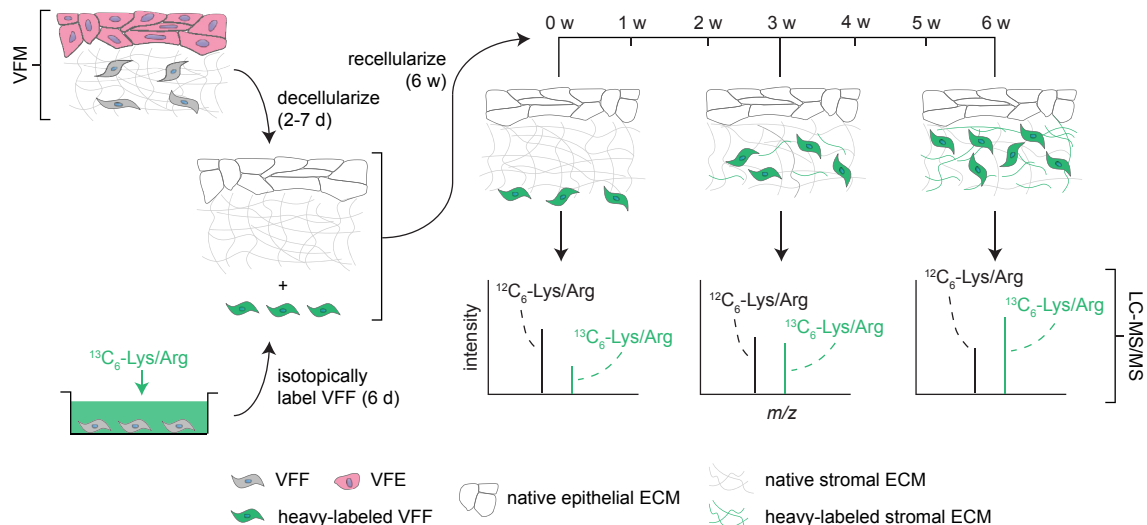 VFM
decellularize
(2-7 d)
+
¹³C₆-Lys/Arg
isotopically
label VFF (6 d)
recellularize
(6 w)
0 w 1 w 2 w 3 w 4 w 5 w 6 w
¹²C₆-Lys/Arg
¹³C₆-Lys/Arg
intensity
¹²C₆-Lys/Arg
¹³C₆-Lys/Arg
m/z
¹²C₆-Lys/Arg
¹³C₆-Lys/Arg
LC-MS/MS
VFF VFE
heavy-labeled VFF
native epithelial ECM
native stromal ECM
heavy-labeled stromal ECM